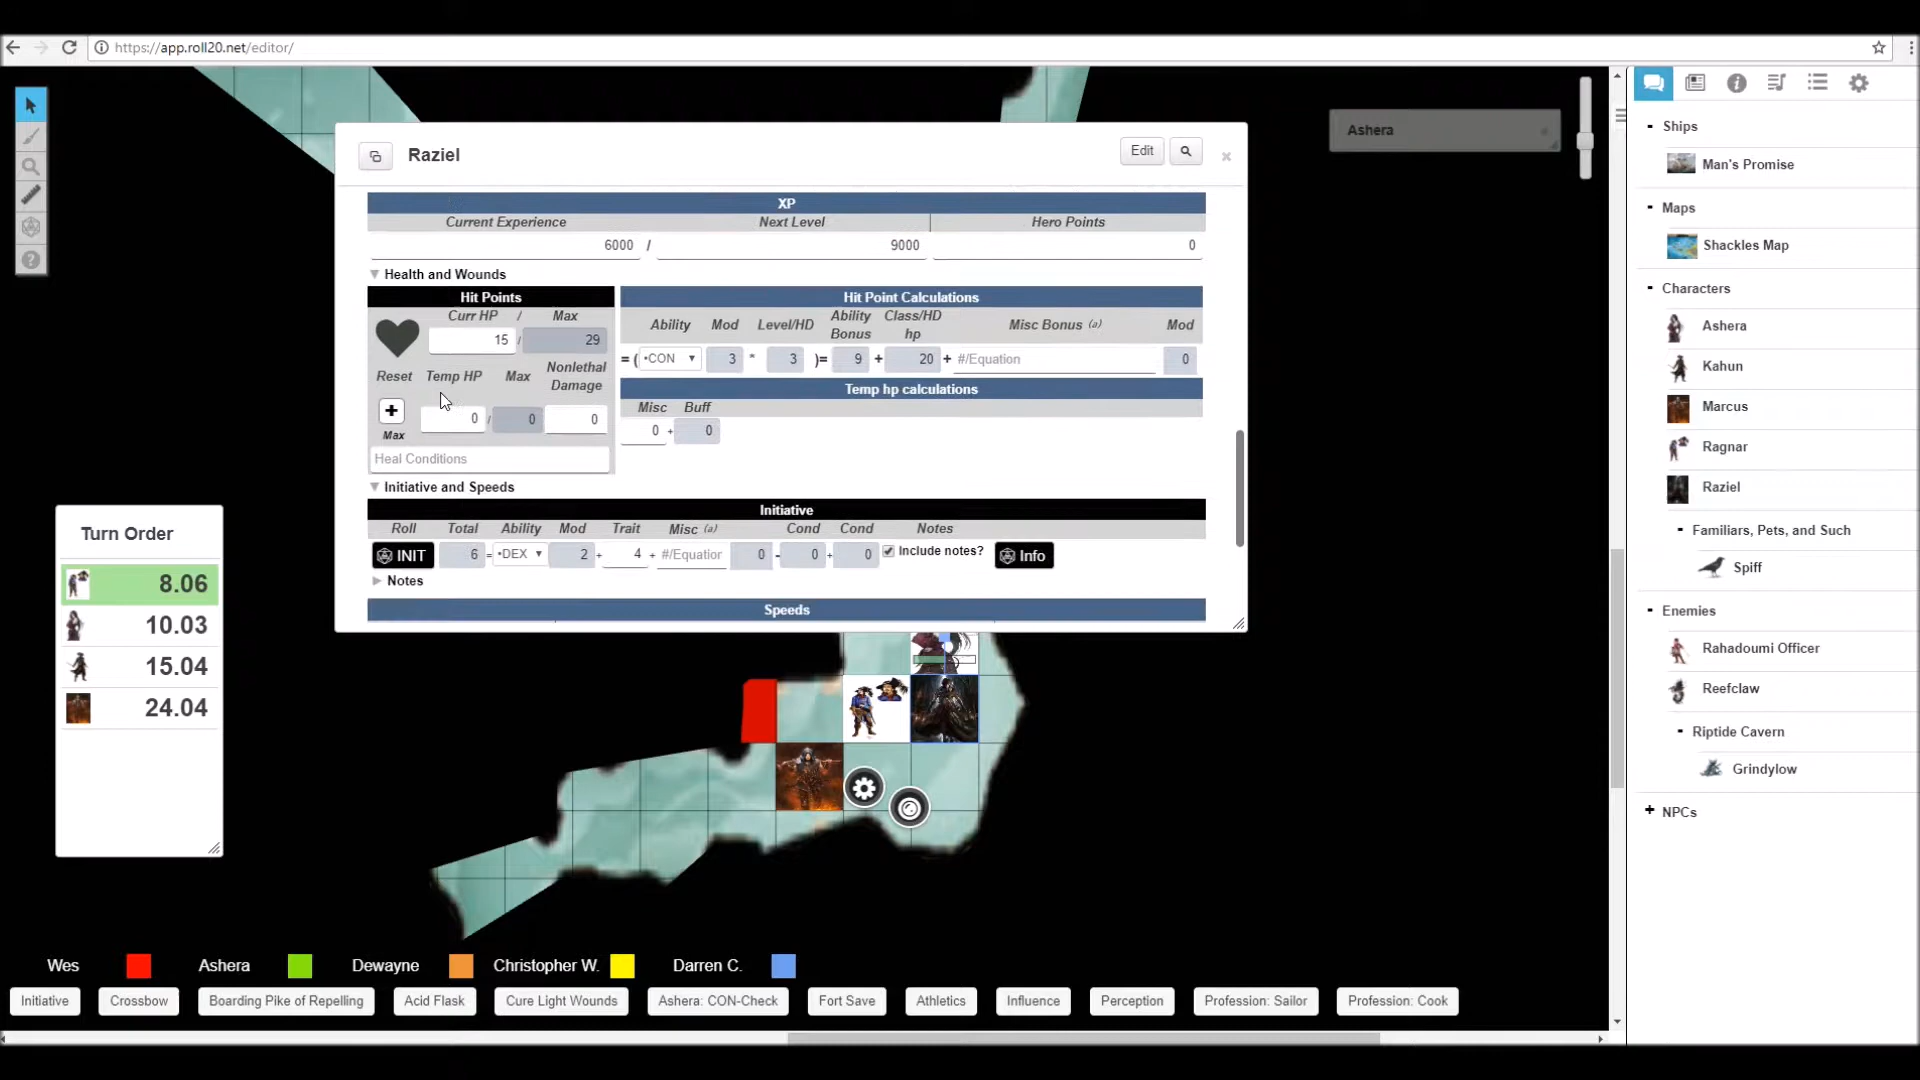 https://app.roll20.net/editor/
Raziel
Edit
XP
Current Experience Next Level Hero Points
6000 / 9000 0
Health and Wounds
Hit Points
Curr HP / Max
15 / 29
Reset Temp HP Max Nonlethal Damage
0 / 0 0
Max
Heal Conditions
Hit Point Calculations
Ability Mod Level/HD Ability Bonus Class/HD hp Misc Bonus (a) Mod
= ( •CON 3 * 3 )= 9 + 20 + #/Equation 0
Temp hp calculations
Misc Buff
0 + 0
Initiative and Speeds
Initiative
Roll Total Ability Mod Trait Misc (a) Cond Cond Notes
INIT 6 = •DEX 2 + 4 + #/Equation 0 - 0 + 0 Include notes? Info
Notes
Speeds
Ashera
Turn Order
8.06
10.03
15.04
24.04
Ships
Man's Promise
Maps
Shackles Map
Characters
Ashera
Kahun
Marcus
Ragnar
Raziel
Familiars, Pets, and Such
Spiff
Enemies
Rahadoumi Officer
Reefclaw
Riptide Cavern
Grindylow
NPCs
Wes Ashera Dewayne Christopher W. Darren C.
Initiative Crossbow Boarding Pike of Repelling Acid Flask Cure Light Wounds Ashera: CON-Check Fort Save Athletics Influence Perception Profession: Sailor Profession: Cook